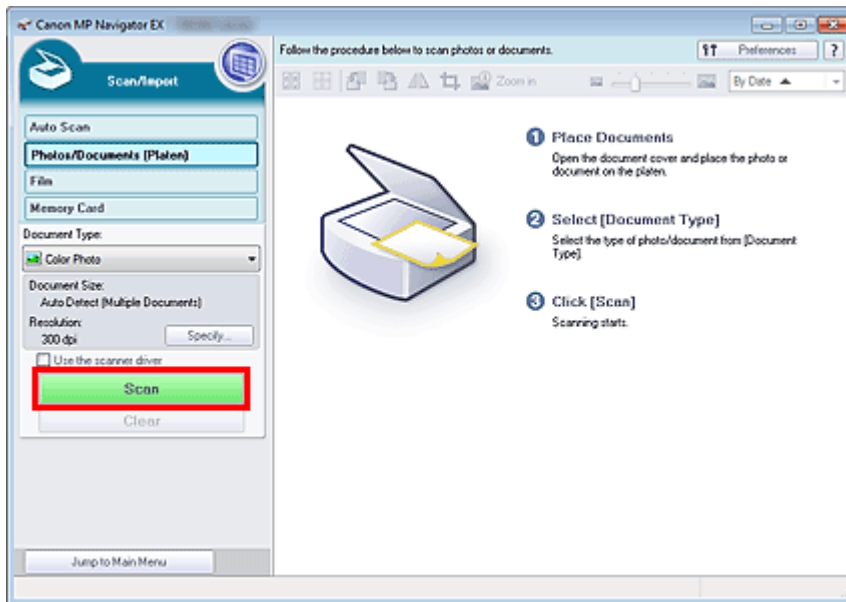 Canon MP Navigator EX
Scan/Import
Auto Scan
Photos/Documents (Platen)
Film
Memory Card
Document Type:
Color Photo
Document Size:
Auto Detect (Multiple Documents)
Resolution:
300 dpi
Specify...
Use the scanner driver
Scan
Clear
Jump to Main Menu
Follow the procedure below to scan photos or documents.
Preferences
?
Zoom in
By Date
1 Place Documents
Open the document cover and place the photo or
document on the platen.
2 Select [Document Type]
Select the type of photo/document from [Document
Type].
3 Click [Scan]
Scanning starts.